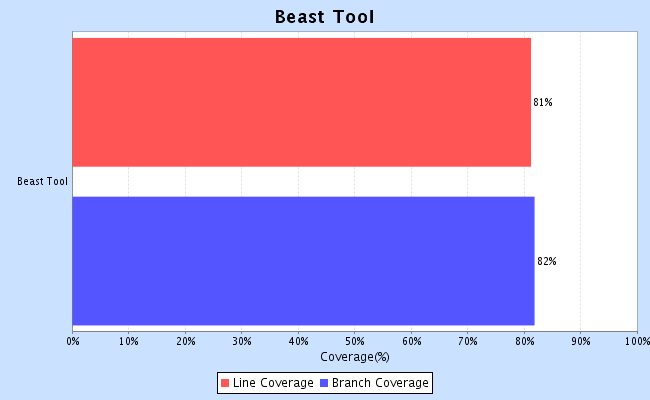 Beast Tool
81%
Beast Tool
82%
0% 10% 20% 30% 40% 50% 60% 70% 80% 90% 100%
Coverage(%)
Line Coverage Branch Coverage